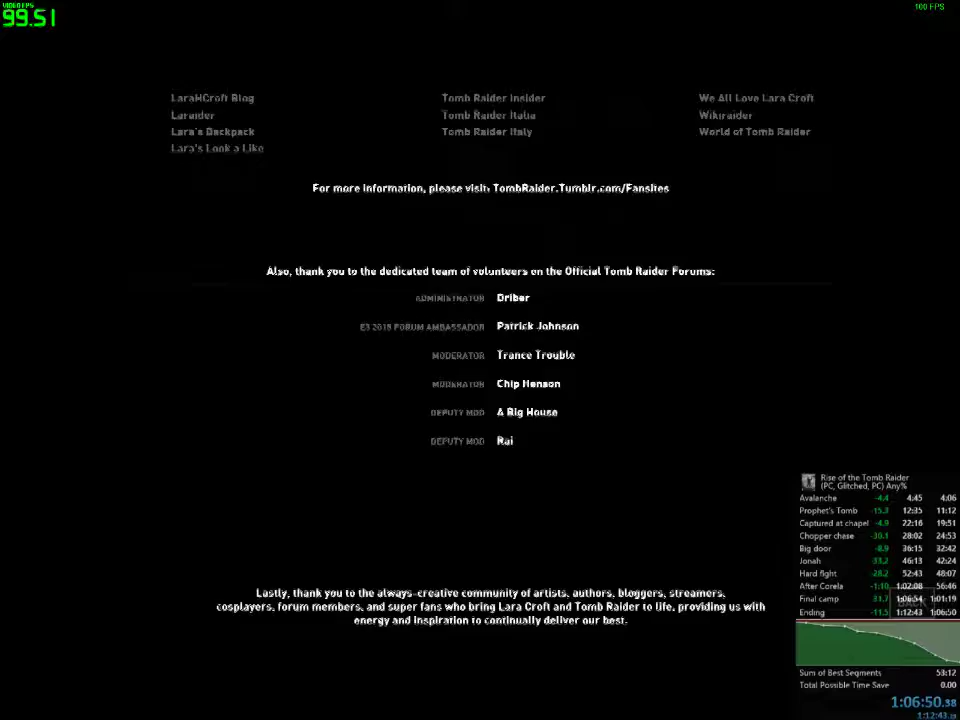 VIDEO FPS
99.51
100 FPS
LaraHCroft Blog
Tomb Raider Insider
We All Love Lara Croft
Laraider
Tomb Raider Italia
Wikiraider
Lara's Backpack
Tomb Raider Italy
World of Tomb Raider
Lara's Look a Like
For more information, please visit: TombRaider.Tumblr.com/Fansites
Also, thank you to the dedicated team of volunteers on the Official Tomb Raider Forums:
ADMINISTRATOR Driber
E3 2015 FORUM AMBASSADOR Patrick Johnson
MODERATOR Trance Trouble
MODERATOR Chip Henson
DEPUTY MOD A Big House
DEPUTY MOD Rai
Lastly, thank you to the always-creative community of artists, authors, bloggers, streamers,
cosplayers, forum members, and super fans who bring Lara Croft and Tomb Raider to life, providing us with
energy and inspiration to continually deliver our best.
Rise of the Tomb Raider
(PC, Glitched, PC) Any%
Avalanche -4.4 4:45 4:06
Prophet's Tomb -15.3 12:35 11:12
Captured at chapel -4.9 22:16 19:51
Chopper chase -30.1 28:02 24:53
Big door -8.9 36:15 32:42
Jonah -33.2 46:13 42:24
Hard fight -28.2 52:43 48:07
After Corela -1:10 1:02:08 56:46
Final camp 31.7 1:06:54 1:01:19
BACK
Ending -11.5 1:12:43 1:06:50
Sum of Best Segments 53:12
Total Possible Time Save 0.00
1:06:50.38